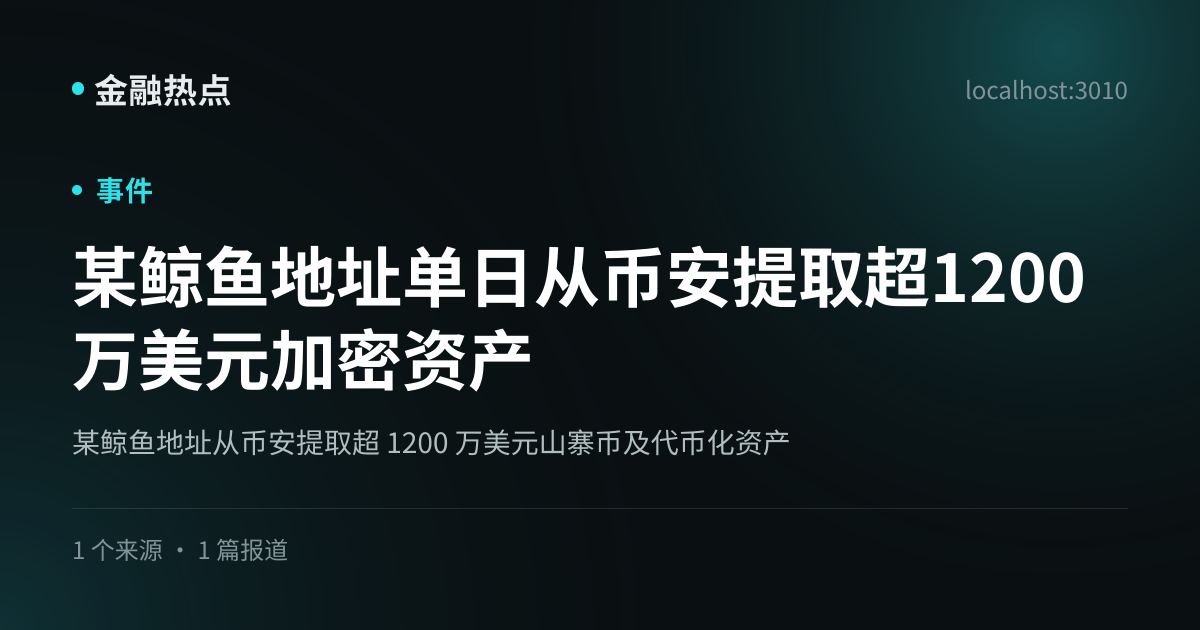 金融热点
localhost:3010
事件
某鲸鱼地址单日从币安提取超1200
万美元加密资产
某鲸鱼地址从币安提取超 1200 万美元山寨币及代币化资产
1 个来源 · 1 篇报道